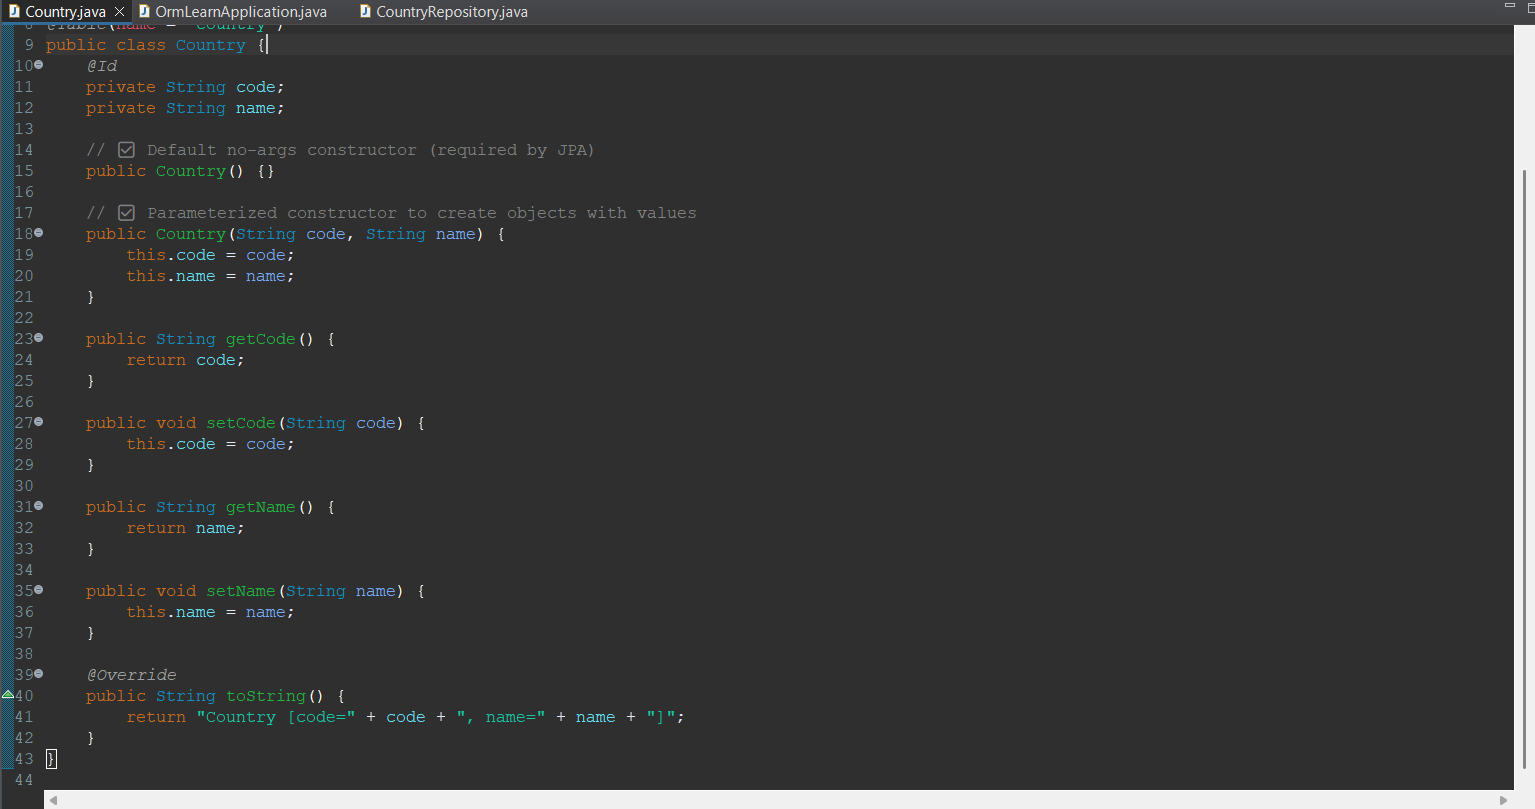 Country.java OrmLearnApplication.java CountryRepository.java
8 @Table(name = "country")
9 public class Country {
10 @Id
11 private String code;
12 private String name;
13
14 // ☑ Default no-args constructor (required by JPA)
15 public Country() {}
16
17 // ☑ Parameterized constructor to create objects with values
18 public Country(String code, String name) {
19 this.code = code;
20 this.name = name;
21 }
22
23 public String getCode() {
24 return code;
25 }
26
27 public void setCode(String code) {
28 this.code = code;
29 }
30
31 public String getName() {
32 return name;
33 }
34
35 public void setName(String name) {
36 this.name = name;
37 }
38
39 @Override
40 public String toString() {
41 return "Country [code=" + code + ", name=" + name + "]";
42 }
43 }
44